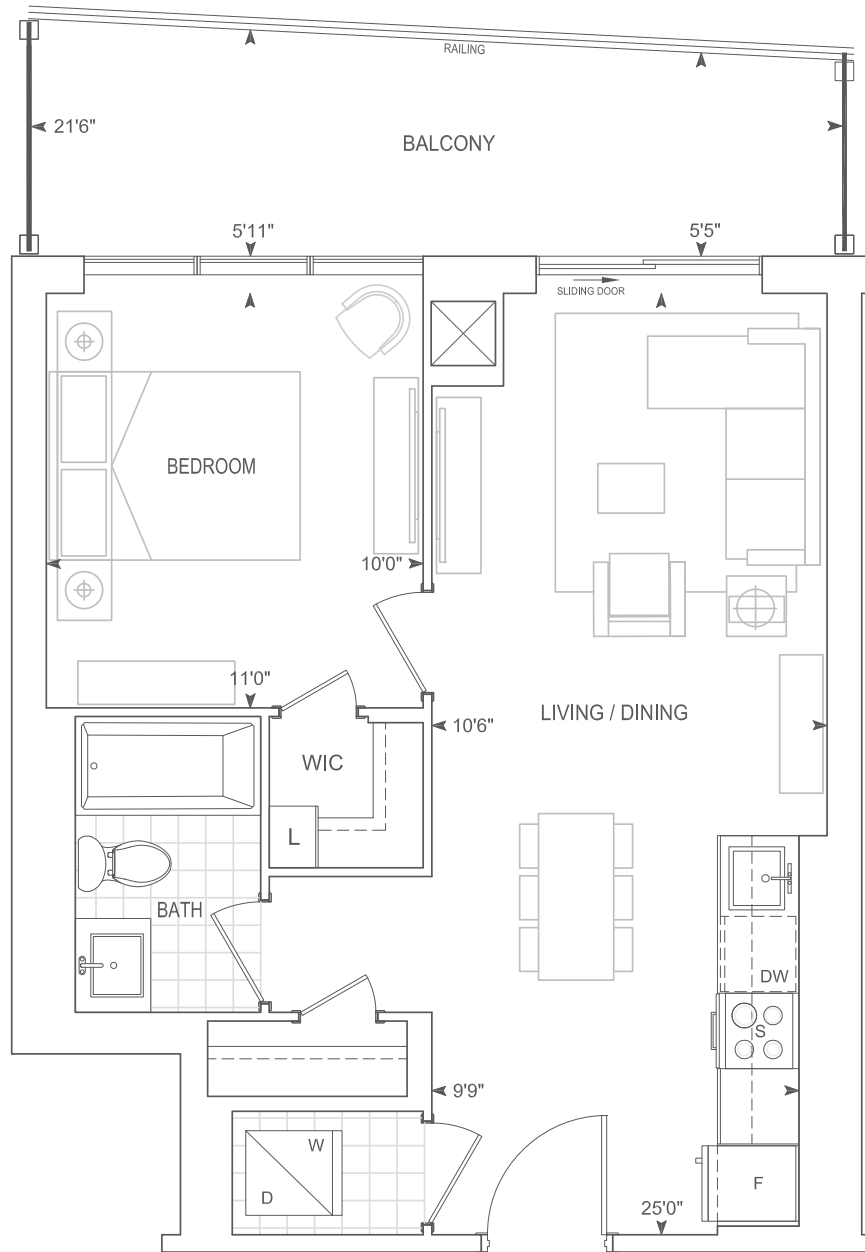 RAILING
21'6"
BALCONY
5'11"
5'5"
SLIDING DOOR
BEDROOM
10'0"
11'0"
10'6"
LIVING / DINING
WIC
L
BATH
DW
S
9'9"
W
D
F
25'0"